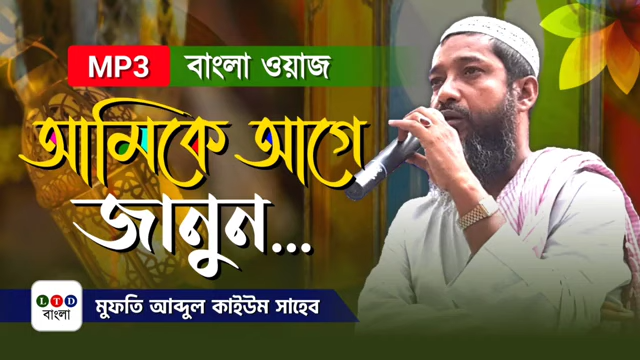 MP3 বাংলা ওয়াজ
আমিকে আগে
জানুন...
LTD
বাংলা
মুফতি আব্দুল কাইউম সাহেব